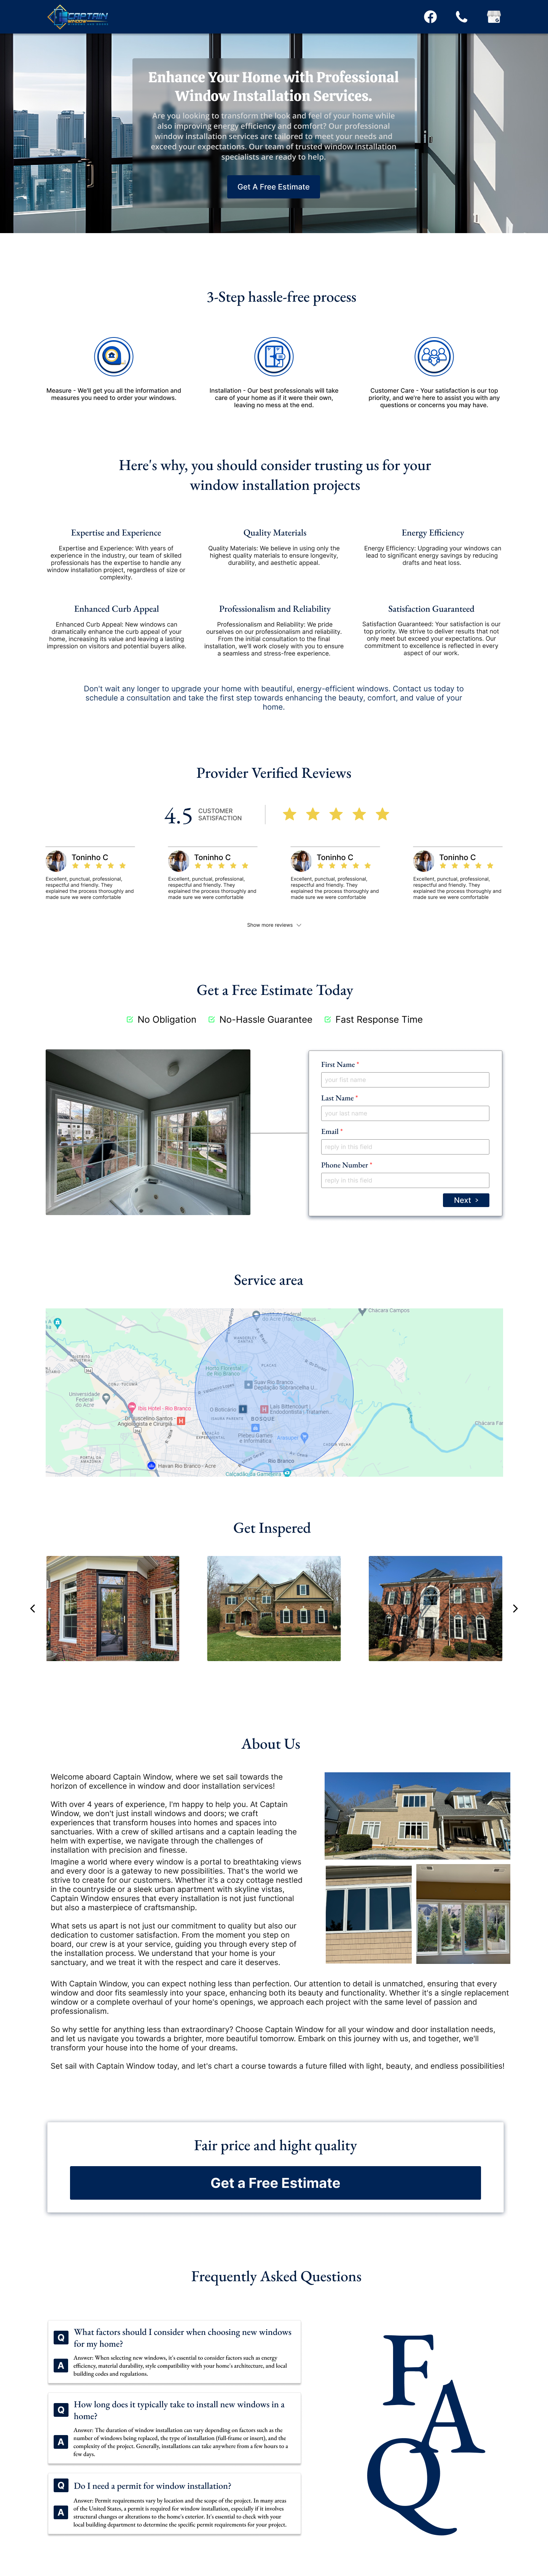 CAPTAIN
WINDOW
Enhance Your Home with Professional
Window Installation Services.
Are you looking to transform the look and feel of your home while
also improving energy efficiency and comfort? Our professional
window installation services are tailored to meet your needs and
exceed your expectations. Our team of trusted window installation
specialists are ready to help.
Get A Free Estimate
3-Step hassle-free process
Measure - We'll get you all the information and
measures you need to order your windows.
Installation - Our best professionals will take
care of your home as if it were their own,
leaving no mess at the end.
Customer Care - Your satisfaction is our top
priority, and we're here to assist you with any
questions or concerns you may have.
Here's why, you should consider trusting us for your
window installation projects
Expertise and Experience
Expertise and Experience: With years of
experience in the industry, our team of skilled
professionals has the expertise to handle any
window installation project, regardless of size or
complexity.
Quality Materials
Quality Materials: We believe in using only the
highest quality materials to ensure longevity,
durability, and aesthetic appeal.
Energy Efficiency
Energy Efficiency: Upgrading your windows can
lead to significant energy savings by reducing
drafts and heat loss.
Enhanced Curb Appeal
Enhanced Curb Appeal: New windows can
dramatically enhance the curb appeal of your
home, increasing its value and leaving a lasting
impression on visitors and potential buyers alike.
Professionalism and Reliability
Professionalism and Reliability: We pride
ourselves on our professionalism and reliability.
From the initial consultation to the final
installation, we'll work closely with you to ensure
a seamless and stress-free experience.
Satisfaction Guaranteed
Satisfaction Guaranteed: Your satisfaction is our
top priority. We strive to deliver results that not
only meet but exceed your expectations. Our
commitment to excellence is reflected in every
aspect of our work.
Don't wait any longer to upgrade your home with beautiful, energy-efficient windows. Contact us today to
schedule a consultation and take the first step towards enhancing the beauty, comfort, and value of your
home.
Provider Verified Reviews
4.5 CUSTOMER
SATISFACTION
Toninho C
Excellent, punctual, professional,
respectful and friendly. They
explained the process thoroughly and
made sure we were comfortable
Toninho C
Excellent, punctual, professional,
respectful and friendly. They
explained the process thoroughly and
made sure we were comfortable
Toninho C
Excellent, punctual, professional,
respectful and friendly. They
explained the process thoroughly and
made sure we were comfortable
Toninho C
Excellent, punctual, professional,
respectful and friendly. They
explained the process thoroughly and
made sure we were comfortable
Show more reviews
Get a Free Estimate Today
No Obligation No-Hassle Guarantee Fast Response Time
First Name *
your fist name
Last Name *
your last name
Email *
reply in this field
Phone Number *
reply in this field
Next >
Service area
Chacara Campos
Instituto Federal
do Acre (Ifac) Campus...
Horto Florestal
de Rio Branco
Universidade
Federal
do Acre
Ibis Hotel - Rio Branco
O Boticário
BOSQUE
Rio Branco
Havan Rio Branco - Acre
Get Inspered
About Us
Welcome aboard Captain Window, where we set sail towards the
horizon of excellence in window and door installation services!
With over 4 years of experience, I'm happy to help you. At Captain
Window, we don't just install windows and doors; we craft
experiences that transform houses into homes and spaces into
sanctuaries. With a crew of skilled artisans and a captain leading the
helm with expertise, we navigate through the challenges of
installation with precision and finesse.
Imagine a world where every window is a portal to breathtaking views
and every door is a gateway to new possibilities. That's the world we
strive to create for our customers. Whether it's a cozy cottage nestled
in the countryside or a sleek urban apartment with skyline vistas,
Captain Window ensures that every installation is not just functional
but also a masterpiece of craftsmanship.
What sets us apart is not just our commitment to quality but also our
dedication to customer satisfaction. From the moment you step on
board, our crew is at your service, guiding you through every step of
the installation process. We understand that your home is your
sanctuary, and we treat it with the respect and care it deserves.
With Captain Window, you can expect nothing less than perfection. Our attention to detail is unmatched, ensuring that every
window and door fits seamlessly into your space, enhancing both its beauty and functionality. Whether it's a single replacement
window or a complete overhaul of your home's openings, we approach each project with the same level of passion and
professionalism.
So why settle for anything less than extraordinary? Choose Captain Window for all your window and door installation needs,
and let us navigate you towards a brighter, more beautiful tomorrow. Embark on this journey with us, and together, we'll
transform your house into the home of your dreams.
Set sail with Captain Window today, and let's chart a course towards a future filled with light, beauty, and endless possibilities!
Fair price and hight quality
Get a Free Estimate
Frequently Asked Questions
Q What factors should I consider when choosing new windows
for my home?
A Answer: When selecting new windows, it's essential to consider factors such as energy
efficiency, material durability, style compatibility with your home's architecture, and local
building codes and regulations.
Q How long does it typically take to install new windows in a
home?
A Answer: The duration of window installation can vary depending on factors such as the
number of windows being replaced, the type of installation (full-frame or insert), and the
complexity of the project. Generally, installations can take anywhere from a few hours to a
few days.
Q Do I need a permit for window installation?
A Answer: Permit requirements vary by location and the scope of the project. In many areas
of the United States, a permit is required for window installation, especially if it involves
structural changes or alterations to the home's exterior. It's essential to check with your
local building department to determine the specific permit requirements for your project.
FAQ